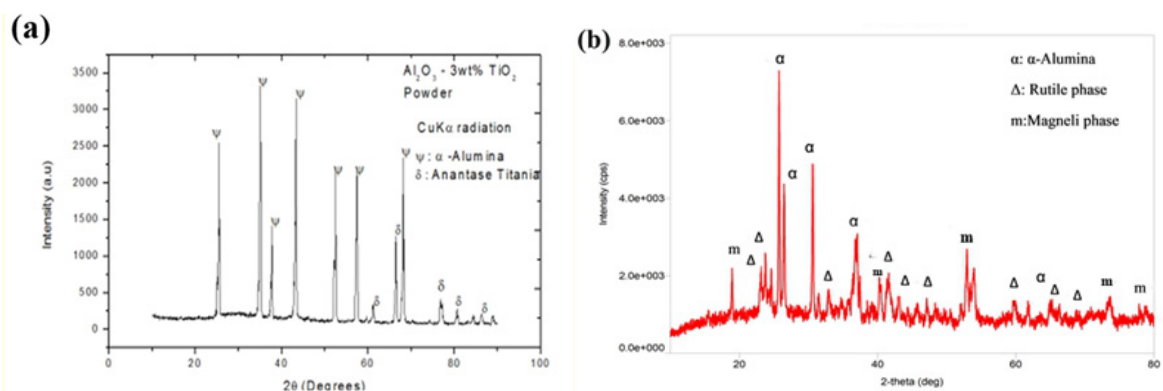 (a)
3500
3000
2500
2000
1500
1000
500
0
Intensity (a.u)
0 20 40 60 80 100
2θ (Degrees)
Al₂O₃ - 3wt% TiO₂
Powder
CuKα radiation
ψ: α-Alumina
δ: Anantase Titania
ψ
ψ
ψ
ψ
ψ
ψ
ψ
δ
ψ
δ
δ
δ
δ
(b)
8.0e+003
6.0e+003
4.0e+003
2.0e+003
0.0e+000
Intensity (cps)
20 40 60 80
2-theta (deg)
α: α-Alumina
Δ: Rutile phase
m:Magneli phase
m
Δ
Δ
α
α
α
Δ
α
m
Δ
Δ
Δ
m
Δ
α
Δ
Δ
m
m